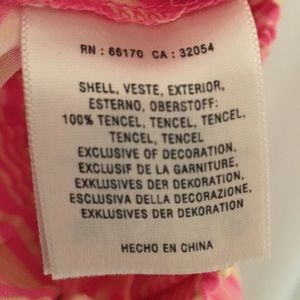 RN : 66170 CA : 32054
SHELL, VESTE, EXTERIOR,
ESTERNO, OBERSTOFF:
100% TENCEL, TENCEL, TENCEL,
TENCEL, TENCEL
EXCLUSIVE OF DECORATION,
EXCLUSIF DE LA GARNITURE,
EXKLUSIVES DER DEKORATION,
ESCLUSIVA DELLA DECORAZIONE,
EXKLUSIVES DER DEKORATION
HECHO EN CHINA